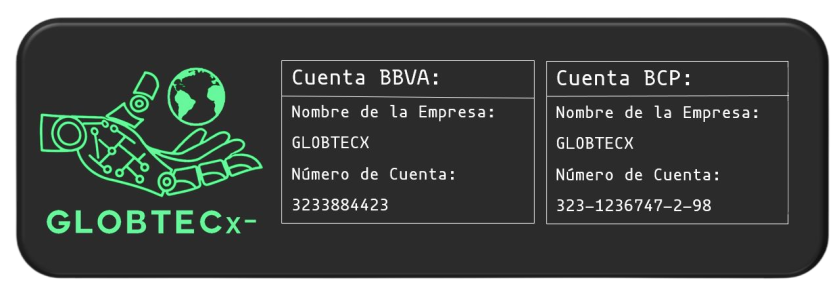 GLOBTECx-
Cuenta BBVA:
Nombre de la Empresa:
GLOBTECX
Número de Cuenta:
3233884423
Cuenta BCP:
Nombre de la Empresa:
GLOBTECX
Número de Cuenta:
323-1236747-2-98